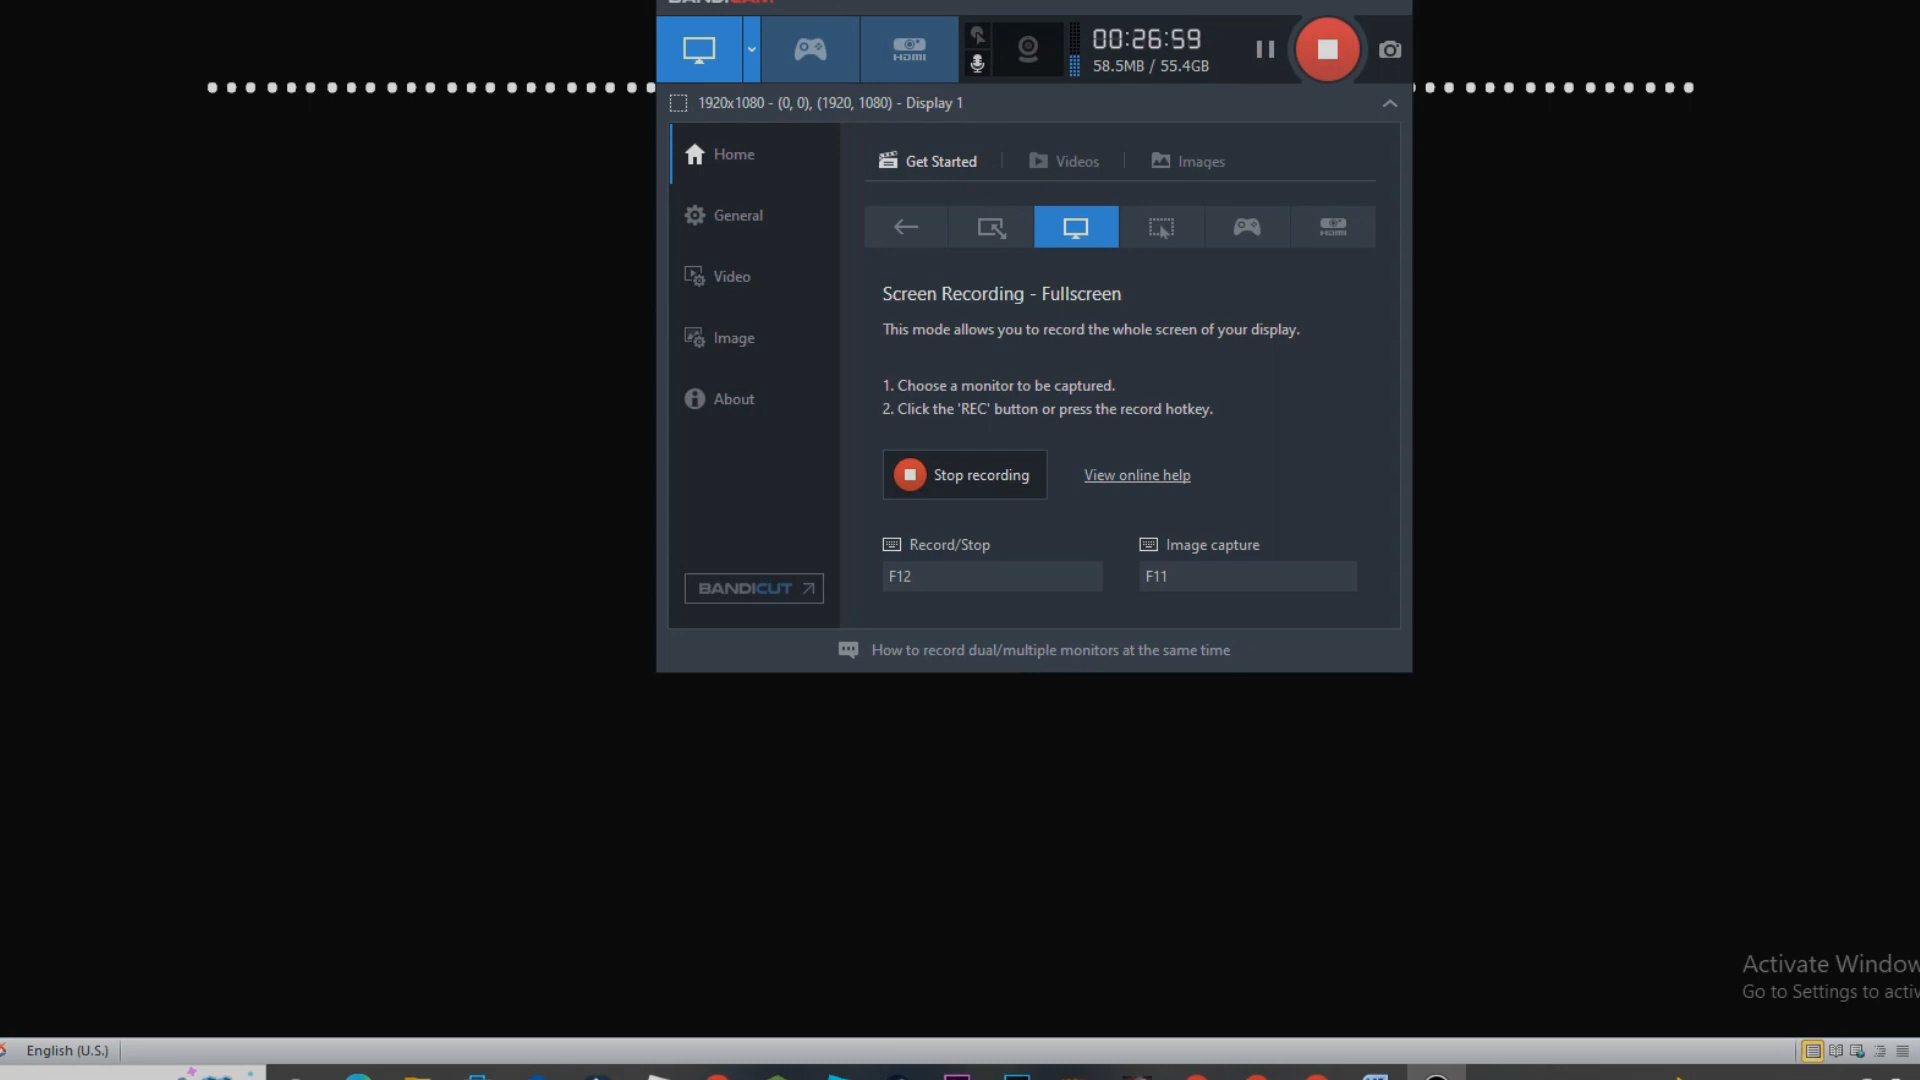 BANDICAM
HDMI
00:26:59
58.5MB / 55.4GB
1920x1080 - (0, 0), (1920, 1080) - Display 1
Home
General
Video
Image
About
BANDICUT
Get Started
Videos
Images
HDMI
Screen Recording - Fullscreen
This mode allows you to record the whole screen of your display.
1. Choose a monitor to be captured.
2. Click the 'REC' button or press the record hotkey.
Stop recording
View online help
Record/Stop
Image capture
F12
F11
How to record dual/multiple monitors at the same time
Activate Window
Go to Settings to activ
English (U.S.)